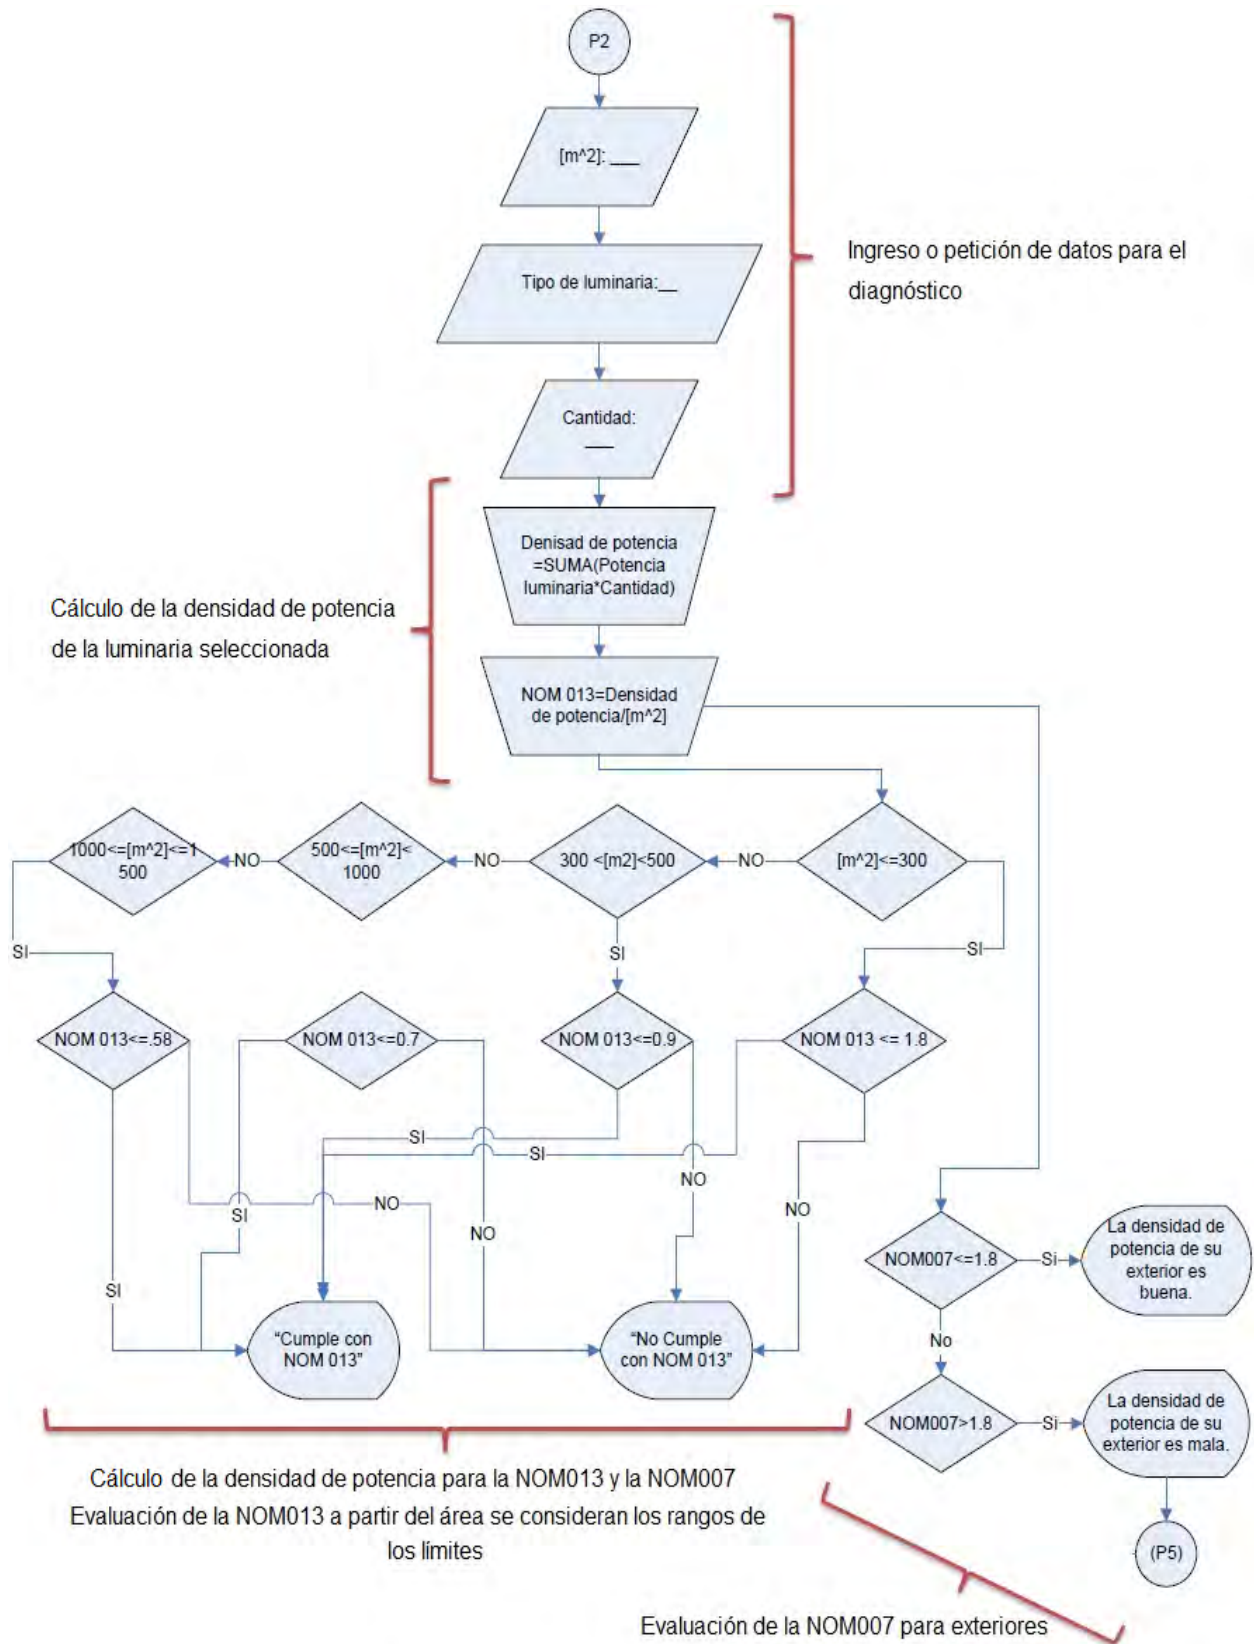 P2
[m^2]: ___
Tipo de luminaria:__
Ingreso o petición de datos para el
diagnóstico
Cantidad:
___
Denisad de potencia
=SUMA(Potencia
luminaria*Cantidad)
Cálculo de la densidad de potencia
de la luminaria seleccionada
NOM 013=Densidad
de potencia/[m^2]
1000<=[m^2]<=1
500
NO
500<=[m^2]<
1000
NO
300 <[m2]<500
NO
[m^2]<=300
SI
SI
SI
NOM 013<=.58
NOM 013<=0.7
NOM 013<=0.9
NOM 013 <= 1.8
SI
SI
NO
NO
NO
SI
NO
SI
"Cumple con
NOM 013"
"No Cumple
con NOM 013"
NOM007<=1.8
Si
La densidad de
potencia de su
exterior es
buena.
No
NOM007>1.8
Si
La densidad de
potencia de su
exterior es mala.
(P5)
Cálculo de la densidad de potencia para la NOM013 y la NOM007
Evaluación de la NOM013 a partir del área se consideran los rangos de
los límites
Evaluación de la NOM007 para exteriores